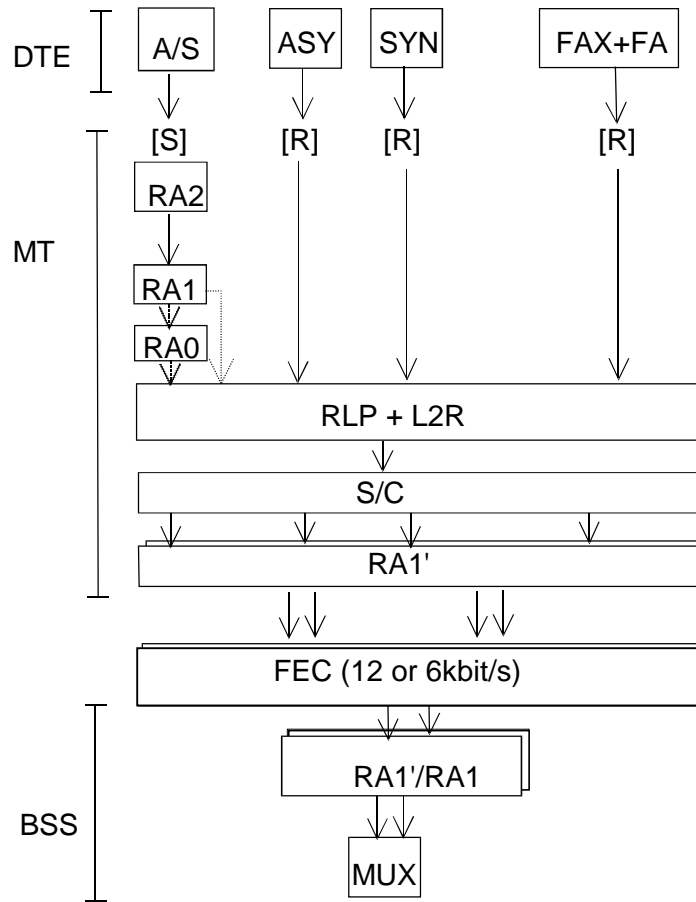 DTE
A/S
ASY
SYN
FAX+FA
[S]
[R]
[R]
[R]
MT
RA2
RA1
RA0
RLP + L2R
S/C
RA1'
FEC (12 or 6kbit/s)
RA1'/RA1
BSS
MUX